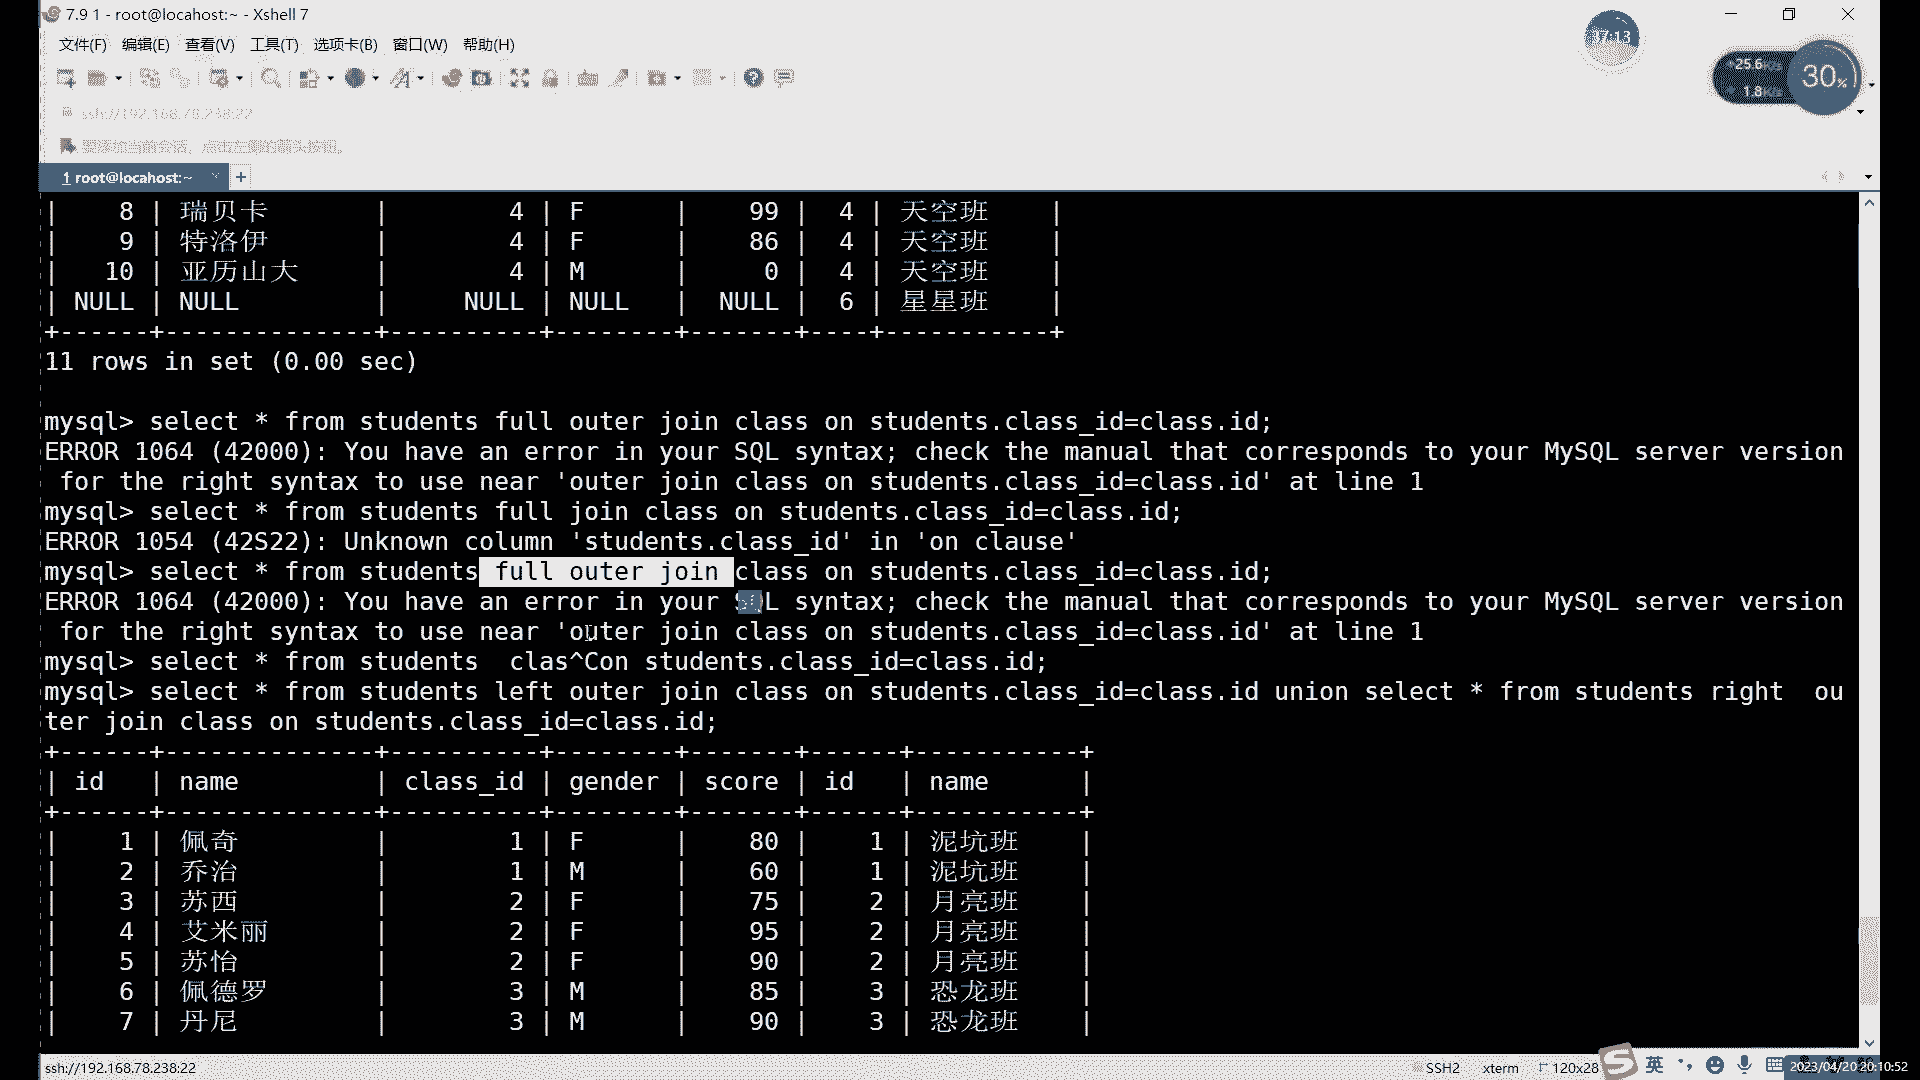 7.9 1 - root@locahost:~ - Xshell 7
文件(F) 编辑(E) 查看(V) 工具(T) 选项卡(B) 窗口(W) 帮助(H)
37:13
25.6K/s
1.8K/s
30%
ssh://192.168.78.238:22
要添加当前会话，点击左侧的箭头按钮。
1 root@locahost:~ × +
| 8 | 瑞贝卡 | 4 | F | 99 | 4 | 天空班 |
| 9 | 特洛伊 | 4 | F | 86 | 4 | 天空班 |
| 10 | 亚历山大 | 4 | M | 0 | 4 | 天空班 |
| NULL | NULL | NULL | NULL | NULL | 6 | 星星班 |
+------+---------------+----------+--------+-------+----+-----------+
11 rows in set (0.00 sec)
mysql> select * from students full outer join class on students.class_id=class.id;
ERROR 1064 (42000): You have an error in your SQL syntax; check the manual that corresponds to your MySQL server version
for the right syntax to use near 'outer join class on students.class_id=class.id' at line 1
mysql> select * from students full join class on students.class_id=class.id;
ERROR 1054 (42S22): Unknown column 'students.class_id' in 'on clause'
mysql> select * from students full outer join class on students.class_id=class.id;
ERROR 1064 (42000): You have an error in your SQL syntax; check the manual that corresponds to your MySQL server version
for the right syntax to use near 'outer join class on students.class_id=class.id' at line 1
mysql> select * from students  clas^Con students.class_id=class.id;
mysql> select * from students left outer join class on students.class_id=class.id union select * from students right  ou
ter join class on students.class_id=class.id;
+------+---------------+----------+--------+-------+------+-----------+
| id | name | class_id | gender | score | id | name |
+------+---------------+----------+--------+-------+------+-----------+
| 1 | 佩奇 | 1 | F | 80 | 1 | 泥坑班 |
| 2 | 乔治 | 1 | M | 60 | 1 | 泥坑班 |
| 3 | 苏西 | 2 | F | 75 | 2 | 月亮班 |
| 4 | 艾米丽 | 2 | F | 95 | 2 | 月亮班 |
| 5 | 苏怡 | 2 | F | 90 | 2 | 月亮班 |
| 6 | 佩德罗 | 3 | M | 85 | 3 | 恐龙班 |
| 7 | 丹尼 | 3 | M | 90 | 3 | 恐龙班 |
ssh://192.168.78.238:22 SSH2 xterm 120x28 英 2023/04/20 20:10:52